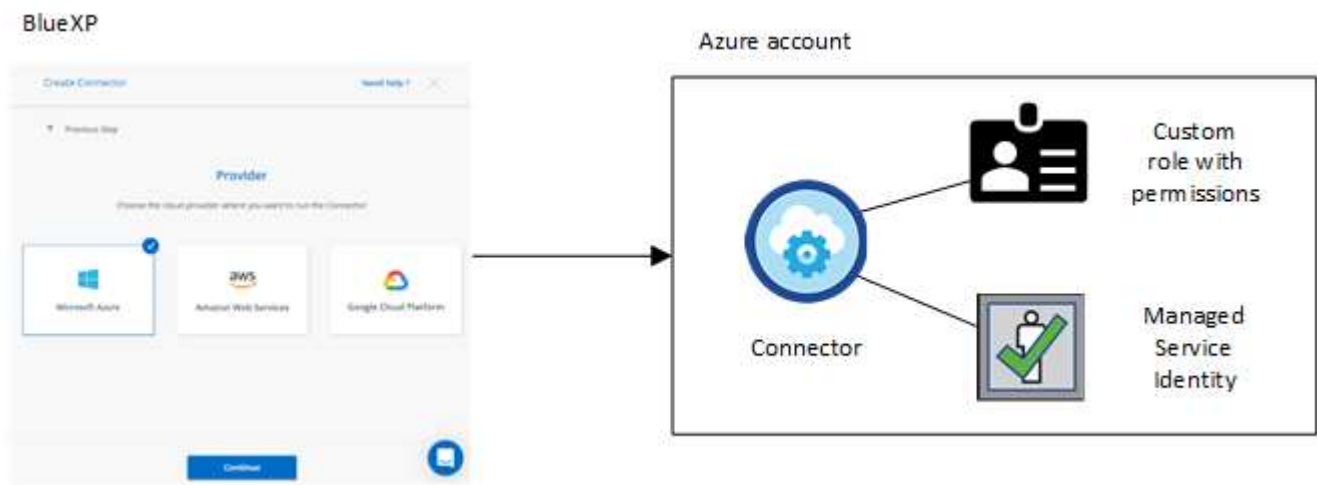 BlueXP
Create Connector
Need help ?
Previous Step
Provider
Choose the cloud provider where you want to run the Connector
Microsoft Azure
aws
Amazon Web Services
Google Cloud Platform
Continue
Azure account
Connector
Custom
role with
permissions
Managed
Service
Identity